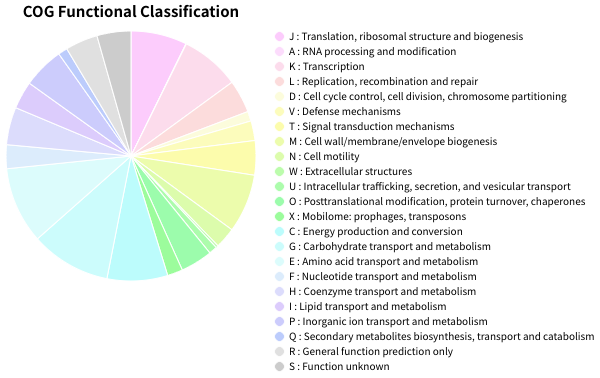 COG Functional Classification
J : Translation, ribosomal structure and biogenesis
A : RNA processing and modification
K : Transcription
L : Replication, recombination and repair
D : Cell cycle control, cell division, chromosome partitioning
V : Defense mechanisms
T : Signal transduction mechanisms
M : Cell wall/membrane/envelope biogenesis
N : Cell motility
W : Extracellular structures
U : Intracellular trafficking, secretion, and vesicular transport
O : Posttranslational modification, protein turnover, chaperones
X : Mobilome: prophages, transposons
C : Energy production and conversion
G : Carbohydrate transport and metabolism
E : Amino acid transport and metabolism
F : Nucleotide transport and metabolism
H : Coenzyme transport and metabolism
I : Lipid transport and metabolism
P : Inorganic ion transport and metabolism
Q : Secondary metabolites biosynthesis, transport and catabolism
R : General function prediction only
S : Function unknown